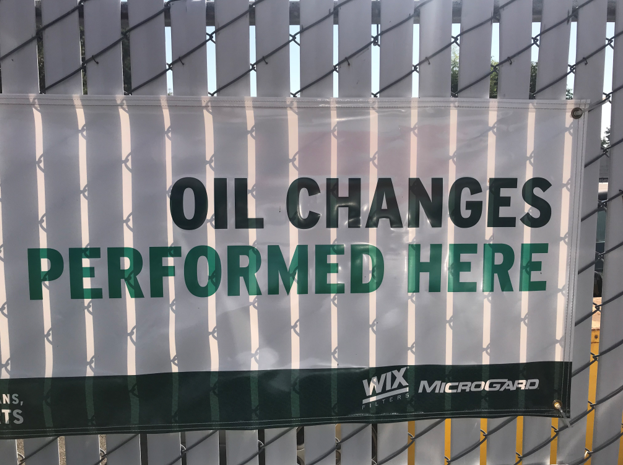 OIL CHANGES
PERFORMED HERE
WIX FILTERS MICROGARD